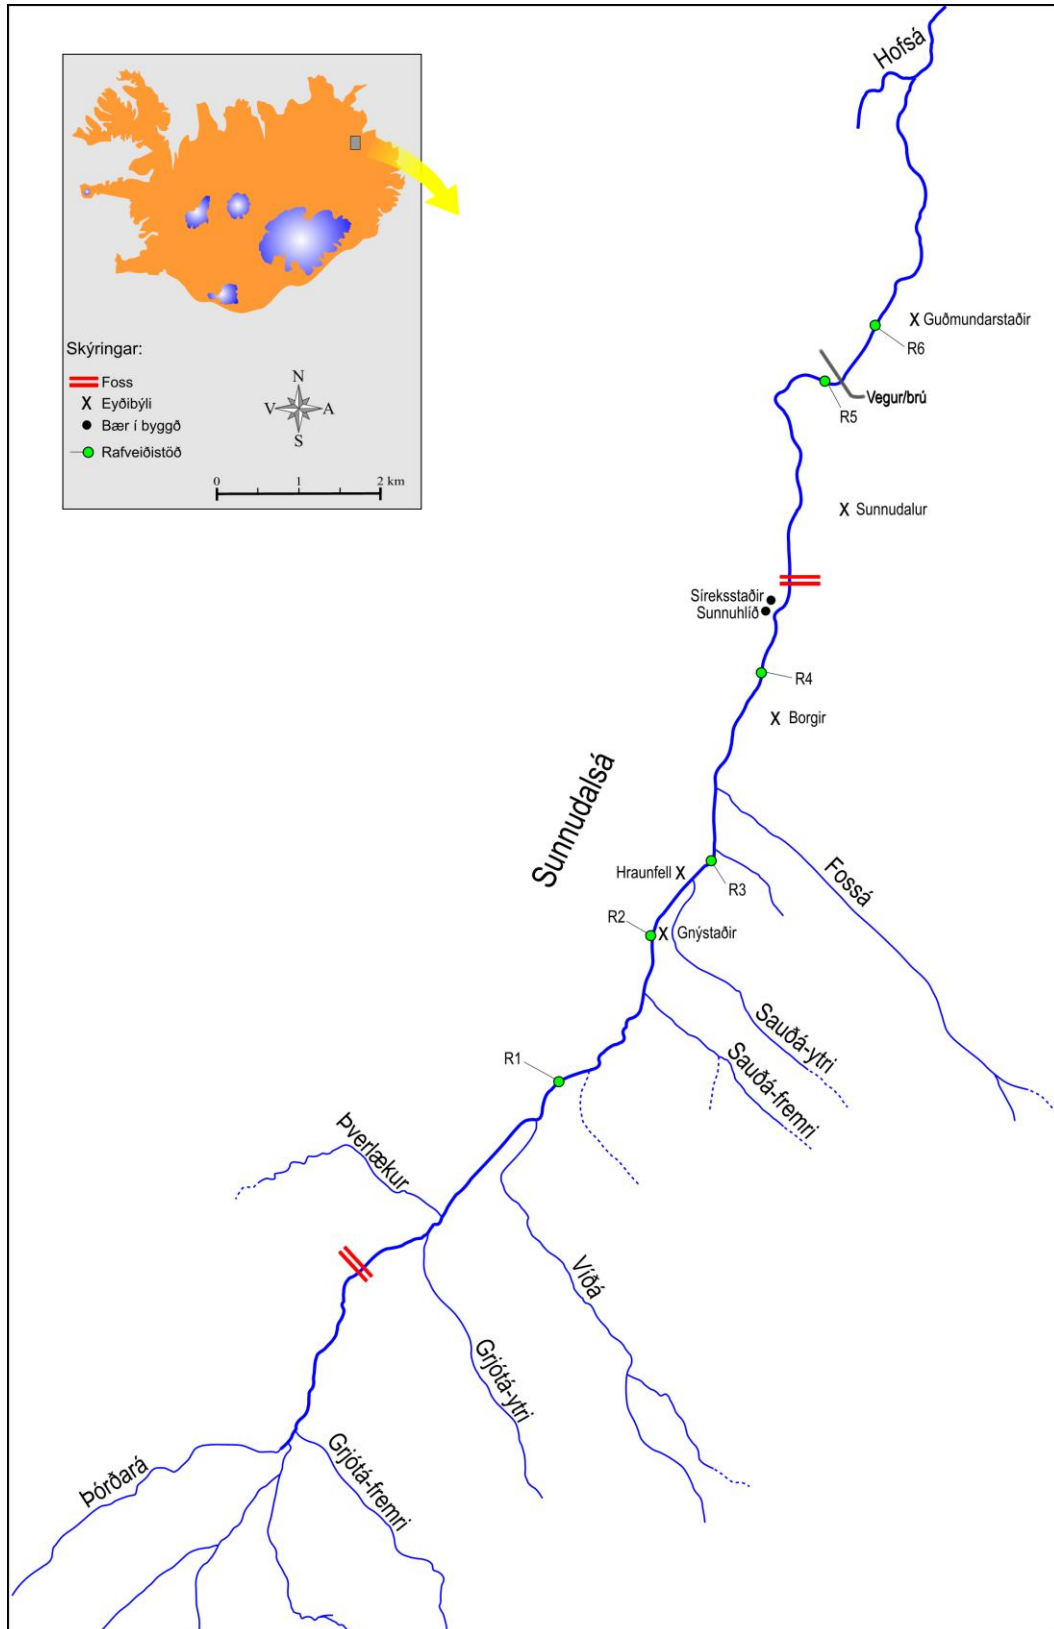 Hofsá
Skýringar:
Foss
Eyðibýli
Bær í byggð
Rafveiðistöð
N
V A
S
0 1 2 km
X Guðmundarstaðir
R6
R5
Vegur/brú
X Sunnudalur
Síreksstaðir
Sunnuhlíð
R4
X Borgir
Sunnudalsá
Hraunfell X
R3
Fossá
R2
X Gnýstaðir
Sauðá-ytri
Sauðá-fremri
R1
Þverlækur
Víðá
Grjótá-ytri
Grjótá-fremri
Þórðará